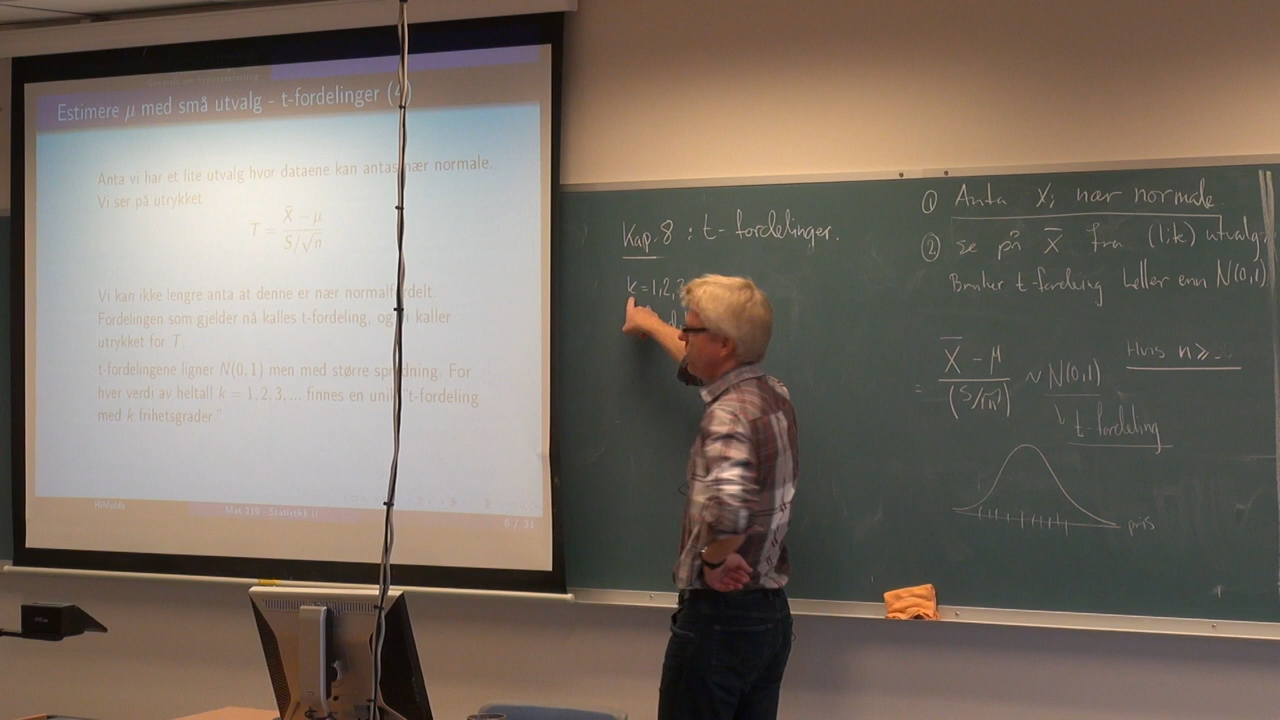 Estimere μ med små utvalg - t-fordelinger (4)
Anta vi har et lite utvalg hvor dataene kan antas nær normale.
Vi ser på utrykket
T = (X̄ − μ) / (S/√n)
Vi kan ikke lengre anta at denne er nær normalfordelt.
Fordelingen som gjelder nå kalles t-fordeling, og vi kaller
utrykket for T.
t-fordelingene ligner N(0, 1) men med større spredning. For
hver verdi av heltall k = 1, 2, 3, ... finnes en unik "t-fordeling
med k frihetsgrader."
HiMolde
Mat 210 - Statistikk II
6 / 31
Kap. 8 : t- fordelinger.
k = 1, 2, 3
① Anta Xi nær normale
② Se på X̄ fra (lite) utvalg.
Bruker t-fordeling heller enn N(0,1)
= (X̄ − μ) / (S/√n) ~ N(0,1)
Hvis n ≥
t-fordeling
pris